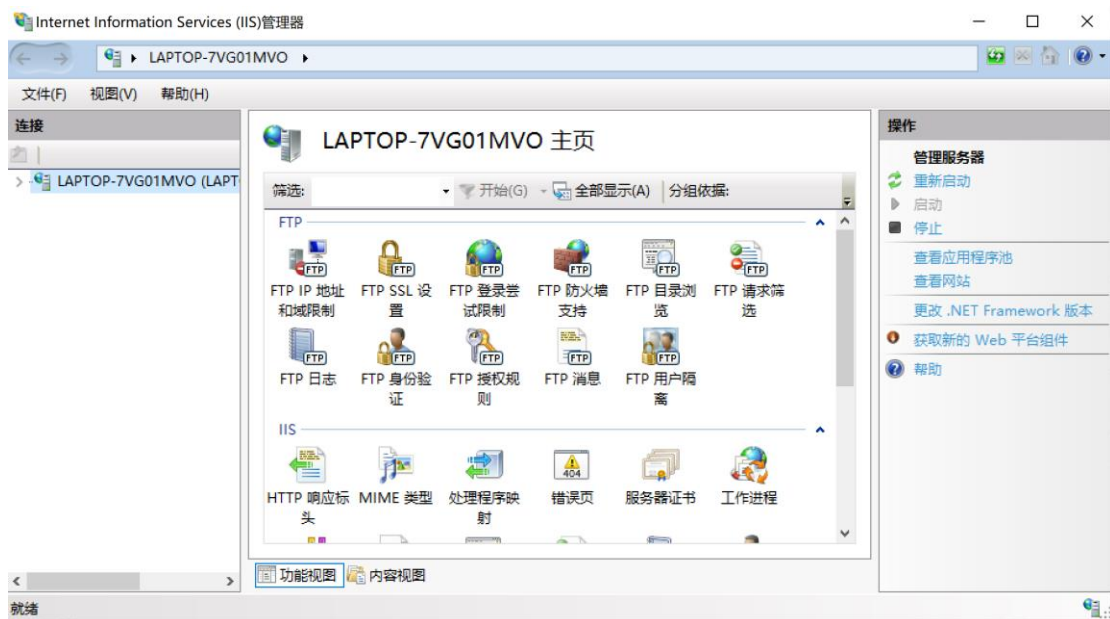 Internet Information Services (IIS)管理器
LAPTOP-7VG01MVO
文件(F) 视图(V) 帮助(H)
连接
LAPTOP-7VG01MVO (LAPT
LAPTOP-7VG01MVO 主页
筛选: 开始(G) 全部显示(A) 分组依据:
FTP
FTP IP 地址和域限制
FTP SSL 设置
FTP 登录尝试限制
FTP 防火墙支持
FTP 目录浏览
FTP 请求筛选
FTP 日志
FTP 身份验证
FTP 授权规则
FTP 消息
FTP 用户隔离
IIS
404
HTTP 响应标头
MIME 类型
处理程序映射
错误页
服务器证书
工作进程
功能视图 内容视图
操作
管理服务器
重新启动
启动
停止
查看应用程序池
查看网站
更改 .NET Framework 版本
获取新的 Web 平台组件
帮助
就绪